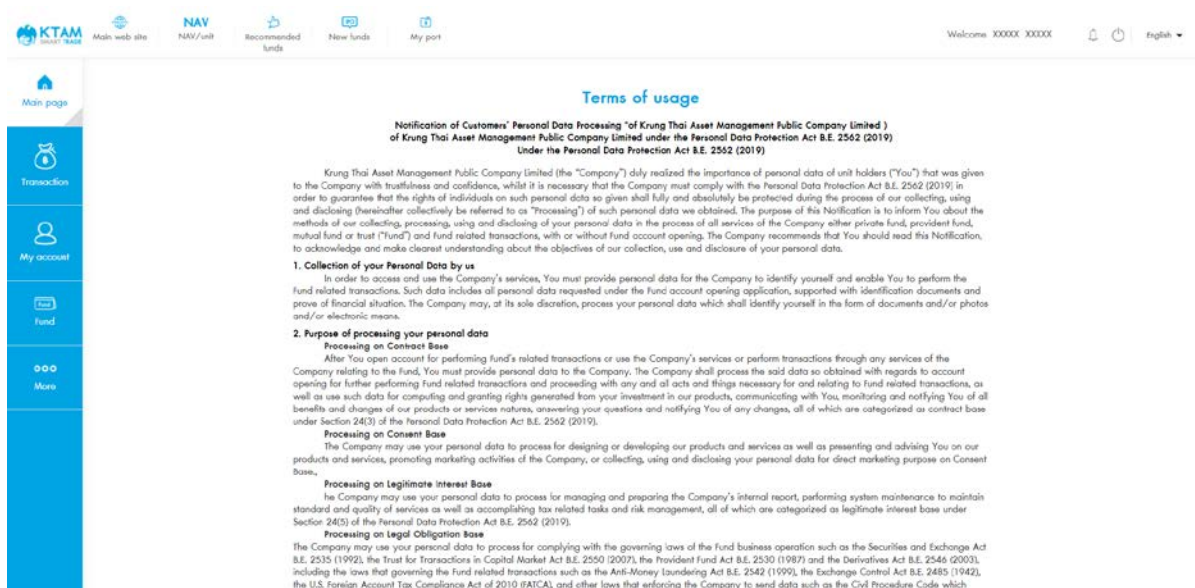 KTAM
SMART TRADE
Main web site
NAV
NAV/unit
Recommended
funds
IPO
New funds
My port
Welcome XXXXX XXXXX
English
Main page
Transaction
My account
Fund
Fund
More
Terms of usage
Notification of Customers' Personal Data Processing "of Krung Thai Asset Management Public Company Limited )
of Krung Thai Asset Management Public Company Limited under the Personal Data Protection Act B.E. 2562 (2019)
Under the Personal Data Protection Act B.E. 2562 (2019)
Krung Thai Asset Management Public Company Limited (the "Company") duly realized the importance of personal data of unit holders ("You") that was given
to the Company with trustfulness and confidence, whilst it is necessary that the Company must comply with the Personal Data Protection Act B.E. 2562 (2019) in
order to guarantee that the rights of individuals on such personal data so given shall fully and absolutely be protected during the process of our collecting, using
and disclosing (hereinafter collectively be referred to as "Processing") of such personal data we obtained. The purpose of this Notification is to inform You about the
methods of our collecting, processing, using and disclosing of your personal data in the process of all services of the Company either private fund, provident fund,
mutual fund or trust ("Fund") and Fund related transactions, with or without Fund account opening. The Company recommends that You should read this Notification,
to acknowledge and make clearest understanding about the objectives of our collection, use and disclosure of your personal data.
1. Collection of your Personal Data by us
In order to access and use the Company's services, You must provide personal data for the Company to identify yourself and enable You to perform the
Fund related transactions. Such data includes all personal data requested under the Fund account opening application, supported with identification documents and
prove of financial situation. The Company may, at its sole discretion, process your personal data which shall identify yourself in the form of documents and/or photos
and/or electronic means.
2. Purpose of processing your personal data
Processing on Contract Base
After You open account for performing Fund's related transactions or use the Company's services or perform transactions through any services of the
Company relating to the Fund, You must provide personal data to the Company. The Company shall process the said data so obtained with regards to account
opening for further performing Fund related transactions and proceeding with any and all acts and things necessary for and relating to Fund related transactions, as
well as use such data for computing and granting rights generated from your investment in our products, communicating with You, monitoring and notifying You of all
benefits and changes of our products or services natures, answering your questions and notifying You of any changes, all of which are categorized as contract base
under Section 24(3) of the Personal Data Protection Act B.E. 2562 (2019).
Processing on Consent Base
The Company may use your personal data to process for designing or developing our products and services as well as presenting and advising You on our
products and services, promoting marketing activities of the Company, or collecting, using and disclosing your personal data for direct marketing purpose on Consent
Base.,
Processing on Legitimate Interest Base
he Company may use your personal data to process for managing and preparing the Company's internal report, performing system maintenance to maintain
standard and quality of services as well as accomplishing tax related tasks and risk management, all of which are categorized as legitimate interest base under
Section 24(5) of the Personal Data Protection Act B.E. 2562 (2019).
Processing on Legal Obligation Base
The Company may use your personal data to process for complying with the governing laws of the Fund business operation such as the Securities and Exchange Act
B.E. 2535 (1992), the Trust for Transactions in Capital Market Act B.E. 2550 (2007), the Provident Fund Act B.E. 2530 (1987) and the Derivatives Act B.E. 2546 (2003),
including the laws that governing the Fund related transactions such as the Anti-Money Laundering Act B.E. 2542 (1999), the Exchange Control Act B.E. 2485 (1942),
the U.S. Foreign Account Tax Compliance Act of 2010 (FATCA), and other laws that enforcing the Company to send data such as the Civil Procedure Code which